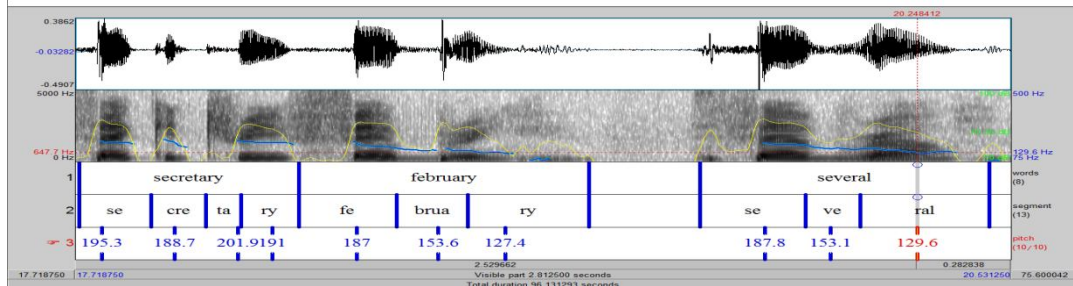 20.248412
0.3862
-0.03282
-0.4907
5000 Hz 500 Hz
647.7 Hz 129.6 Hz
0 Hz 75 Hz
1 secretary february several words
(8)
2 se cre ta ry fe brua ry se ve ral segment
(13)
3 195.3 188.7 201.9 191 187 153.6 127.4 187.8 153.1 129.6 pitch
(10/10)
2.529662 0.282838
17.718750 17.718750 Visible part 2.812500 seconds 20.531250 75.600042
Total duration 96.131293 seconds